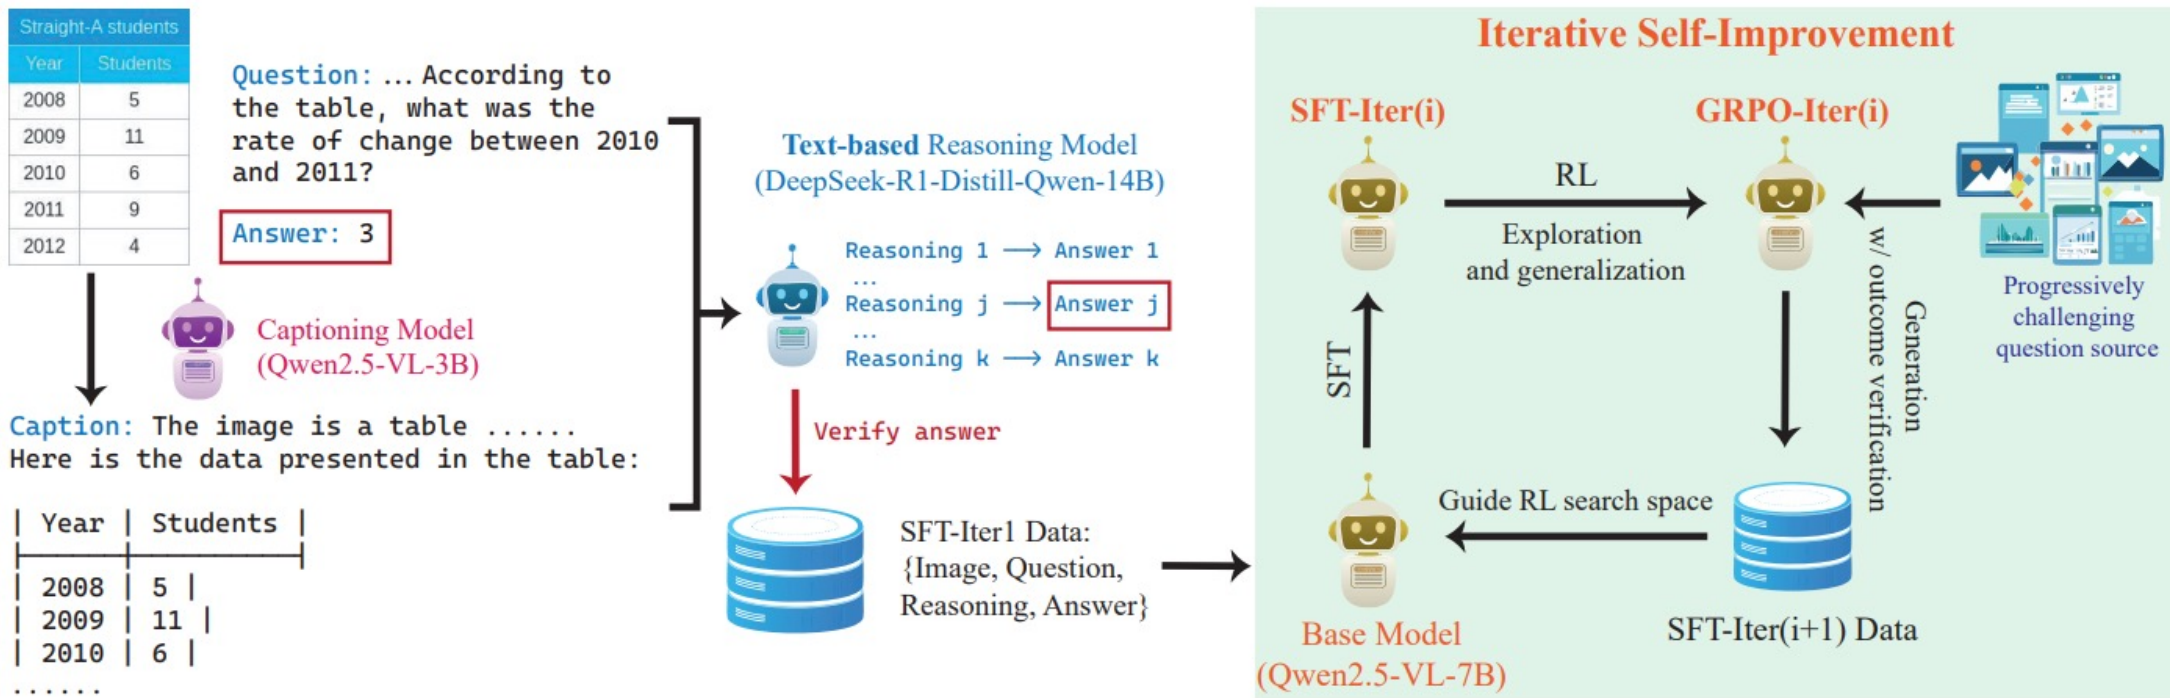 Straight-A students
Year Students
2008 5
2009 11
2010 6
2011 9
2012 4
Question: ... According to
the table, what was the
rate of change between 2010
and 2011?
Answer: 3
Captioning Model
(Qwen2.5-VL-3B)
Caption: The image is a table ......
Here is the data presented in the table:
| Year | Students |
| 2008 | 5 |
| 2009 | 11 |
| 2010 | 6 |
......
Text-based Reasoning Model
(DeepSeek-R1-Distill-Qwen-14B)
Reasoning 1 → Answer 1
...
Reasoning j → Answer j
...
Reasoning k → Answer k
Verify answer
SFT-Iter1 Data:
{Image, Question,
Reasoning, Answer}
Iterative Self-Improvement
SFT-Iter(i)
GRPO-Iter(i)
RL
Exploration
and generalization
Progressively
challenging
question source
Generation
w/ outcome verification
SFT
Guide RL search space
Base Model
(Qwen2.5-VL-7B)
SFT-Iter(i+1) Data